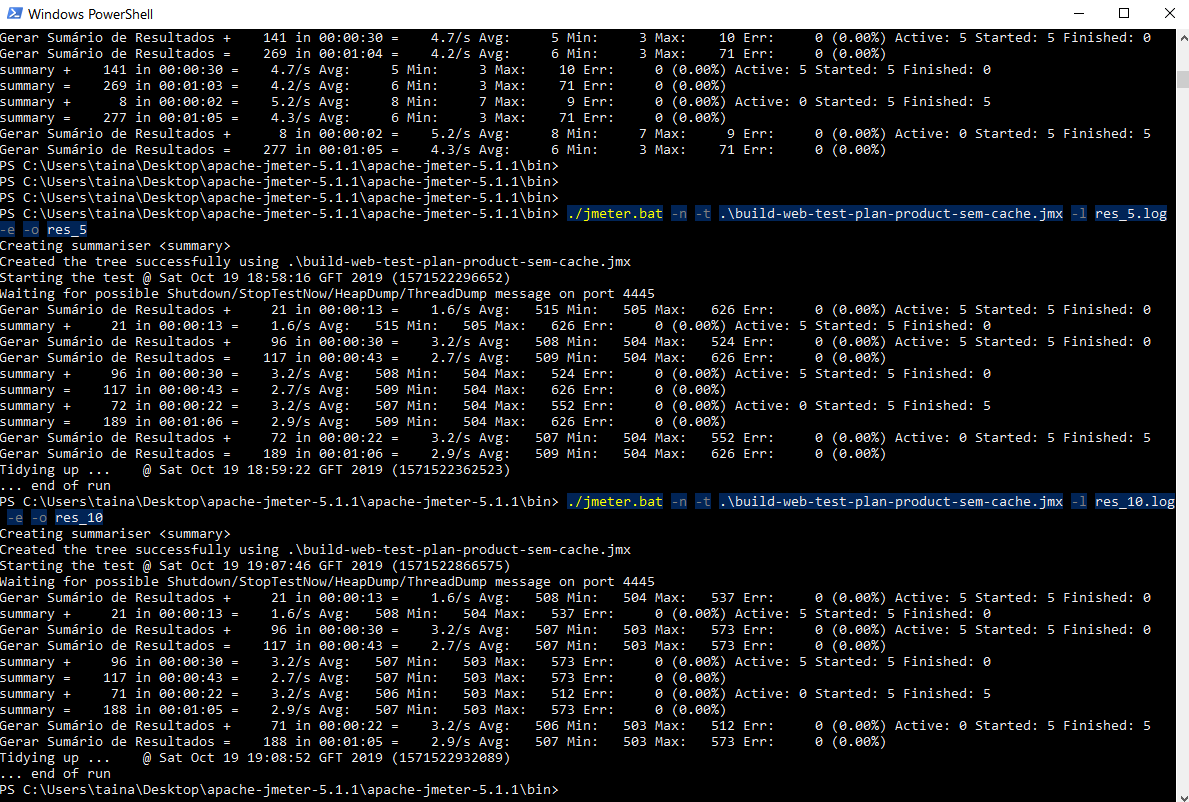 Windows PowerShell
Gerar Sumário de Resultados +    141 in 00:00:30 =    4.7/s Avg:     5 Min:     3 Max:    10 Err:     0 (0.00%) Active: 5 Started: 5 Finished: 0
Gerar Sumário de Resultados =    269 in 00:01:04 =    4.2/s Avg:     6 Min:     3 Max:    71 Err:     0 (0.00%)
summary +    141 in 00:00:30 =    4.7/s Avg:     5 Min:     3 Max:    10 Err:     0 (0.00%) Active: 5 Started: 5 Finished: 0
summary =    269 in 00:01:03 =    4.2/s Avg:     6 Min:     3 Max:    71 Err:     0 (0.00%)
summary +      8 in 00:00:02 =    5.2/s Avg:     8 Min:     7 Max:     9 Err:     0 (0.00%) Active: 0 Started: 5 Finished: 5
summary =    277 in 00:01:05 =    4.3/s Avg:     6 Min:     3 Max:    71 Err:     0 (0.00%)
Gerar Sumário de Resultados +      8 in 00:00:02 =    5.2/s Avg:     8 Min:     7 Max:     9 Err:     0 (0.00%) Active: 0 Started: 5 Finished: 5
Gerar Sumário de Resultados =    277 in 00:01:05 =    4.3/s Avg:     6 Min:     3 Max:    71 Err:     0 (0.00%)
PS C:\Users\taina\Desktop\apache-jmeter-5.1.1\apache-jmeter-5.1.1\bin>
PS C:\Users\taina\Desktop\apache-jmeter-5.1.1\apache-jmeter-5.1.1\bin>
PS C:\Users\taina\Desktop\apache-jmeter-5.1.1\apache-jmeter-5.1.1\bin>
PS C:\Users\taina\Desktop\apache-jmeter-5.1.1\apache-jmeter-5.1.1\bin> ./jmeter.bat -n -t .\build-web-test-plan-product-sem-cache.jmx -l res_5.log
-e -o res_5
Creating summariser <summary>
Created the tree successfully using .\build-web-test-plan-product-sem-cache.jmx
Starting the test @ Sat Oct 19 18:58:16 GFT 2019 (1571522296652)
Waiting for possible Shutdown/StopTestNow/HeapDump/ThreadDump message on port 4445
Gerar Sumário de Resultados +     21 in 00:00:13 =    1.6/s Avg:   515 Min:   505 Max:   626 Err:     0 (0.00%) Active: 5 Started: 5 Finished: 0
summary +     21 in 00:00:13 =    1.6/s Avg:   515 Min:   505 Max:   626 Err:     0 (0.00%) Active: 5 Started: 5 Finished: 0
Gerar Sumário de Resultados +     96 in 00:00:30 =    3.2/s Avg:   508 Min:   504 Max:   524 Err:     0 (0.00%) Active: 5 Started: 5 Finished: 0
Gerar Sumário de Resultados =    117 in 00:00:43 =    2.7/s Avg:   509 Min:   504 Max:   626 Err:     0 (0.00%)
summary +     96 in 00:00:30 =    3.2/s Avg:   508 Min:   504 Max:   524 Err:     0 (0.00%) Active: 5 Started: 5 Finished: 0
summary =    117 in 00:00:43 =    2.7/s Avg:   509 Min:   504 Max:   626 Err:     0 (0.00%)
summary +     72 in 00:00:22 =    3.2/s Avg:   507 Min:   504 Max:   552 Err:     0 (0.00%) Active: 0 Started: 5 Finished: 5
summary =    189 in 00:01:06 =    2.9/s Avg:   509 Min:   504 Max:   626 Err:     0 (0.00%)
Gerar Sumário de Resultados +     72 in 00:00:22 =    3.2/s Avg:   507 Min:   504 Max:   552 Err:     0 (0.00%) Active: 0 Started: 5 Finished: 5
Gerar Sumário de Resultados =    189 in 00:01:06 =    2.9/s Avg:   509 Min:   504 Max:   626 Err:     0 (0.00%)
Tidying up ...    @ Sat Oct 19 18:59:22 GFT 2019 (1571522362523)
... end of run
PS C:\Users\taina\Desktop\apache-jmeter-5.1.1\apache-jmeter-5.1.1\bin> ./jmeter.bat -n -t .\build-web-test-plan-product-sem-cache.jmx -l res_10.log
-e -o res_10
Creating summariser <summary>
Created the tree successfully using .\build-web-test-plan-product-sem-cache.jmx
Starting the test @ Sat Oct 19 19:07:46 GFT 2019 (1571522866575)
Waiting for possible Shutdown/StopTestNow/HeapDump/ThreadDump message on port 4445
Gerar Sumário de Resultados +     21 in 00:00:13 =    1.6/s Avg:   508 Min:   504 Max:   537 Err:     0 (0.00%) Active: 5 Started: 5 Finished: 0
summary +     21 in 00:00:13 =    1.6/s Avg:   508 Min:   504 Max:   537 Err:     0 (0.00%) Active: 5 Started: 5 Finished: 0
Gerar Sumário de Resultados +     96 in 00:00:30 =    3.2/s Avg:   507 Min:   503 Max:   573 Err:     0 (0.00%) Active: 5 Started: 5 Finished: 0
Gerar Sumário de Resultados =    117 in 00:00:43 =    2.7/s Avg:   507 Min:   503 Max:   573 Err:     0 (0.00%)
summary +     96 in 00:00:30 =    3.2/s Avg:   507 Min:   503 Max:   573 Err:     0 (0.00%) Active: 5 Started: 5 Finished: 0
summary =    117 in 00:00:43 =    2.7/s Avg:   507 Min:   503 Max:   573 Err:     0 (0.00%)
summary +     71 in 00:00:22 =    3.2/s Avg:   506 Min:   503 Max:   512 Err:     0 (0.00%) Active: 0 Started: 5 Finished: 5
summary =    188 in 00:01:05 =    2.9/s Avg:   507 Min:   503 Max:   573 Err:     0 (0.00%)
Gerar Sumário de Resultados +     71 in 00:00:22 =    3.2/s Avg:   506 Min:   503 Max:   512 Err:     0 (0.00%) Active: 0 Started: 5 Finished: 5
Gerar Sumário de Resultados =    188 in 00:01:05 =    2.9/s Avg:   507 Min:   503 Max:   573 Err:     0 (0.00%)
Tidying up ...    @ Sat Oct 19 19:08:52 GFT 2019 (1571522932089)
... end of run
PS C:\Users\taina\Desktop\apache-jmeter-5.1.1\apache-jmeter-5.1.1\bin>